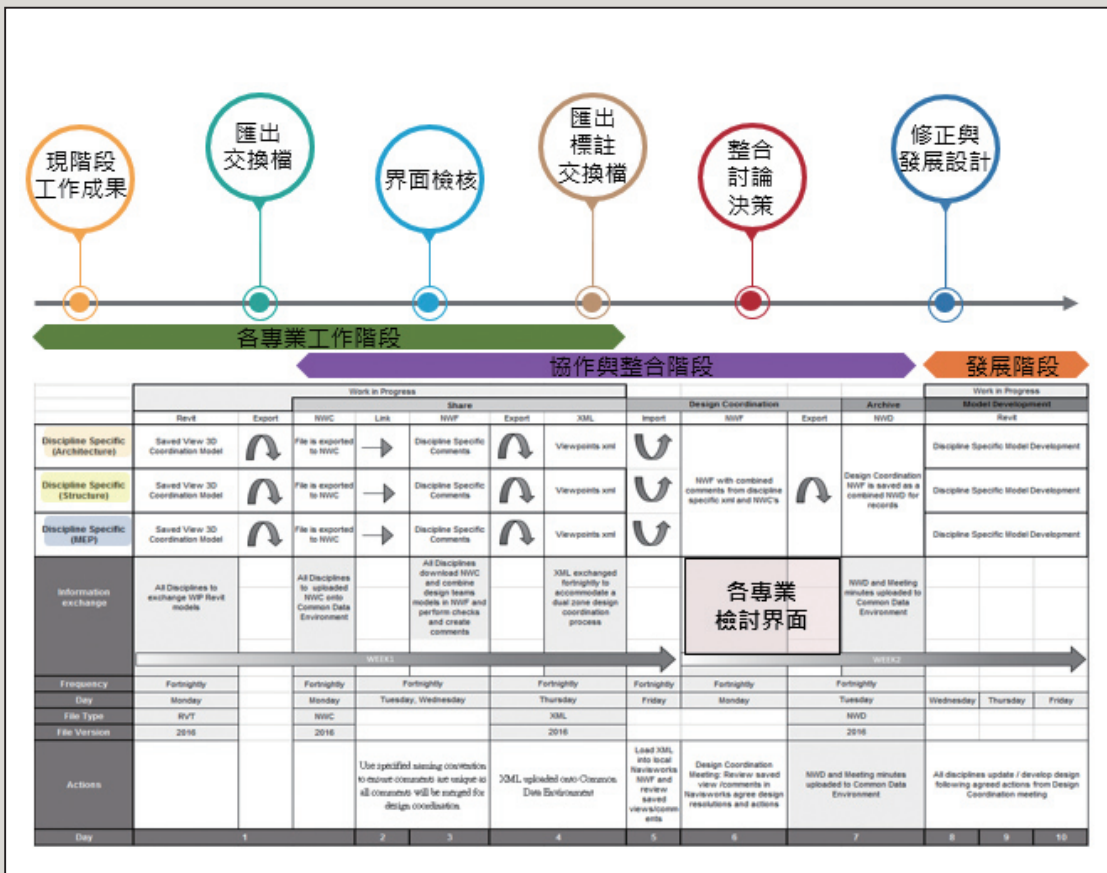 現階段
工作成果
匯出
交換檔
界面檢核
匯出
標註
交換檔
整合
討論
決策
修正與
發展設計
各專業工作階段
協作與整合階段
發展階段
Work in Progress
Work in Progress
Share
Design Coordination
Archive
Model Development
Revit
Export
NWC
Link
NWF
Export
XML
Import
NWF
Export
NWD
Revit
Discipline Specific
(Architecture)
Saved View 3D
Coordination Model
File is exported
to NWC
Discipline Specific
Comments
Viewpoints xml
Discipline Specific Model Development
Discipline Specific
(Structure)
Saved View 3D
Coordination Model
File is exported
to NWC
Discipline Specific
Comments
Viewpoints xml
NWF with combined
comments from discipline
specific xml and NWC's
Design Coordination
NWF is saved as a
combined NWD for
records
Discipline Specific Model Development
Discipline Specific
(MEP)
Saved View 3D
Coordination Model
File is exported
to NWC
Discipline Specific
Comments
Viewpoints xml
Discipline Specific Model Development
Information
exchange
All Disciplines to
exchange WIP Revit
models
All Disciplines
to uploaded
NWC onto
Common Data
Environment
All Disciplines
download NWC
and combine
design teams
models in NWF and
perform checks
and create
comments
XML exchanged
fortnightly to
accommodate a
dual zone design
coordination
process
各專業
檢討界面
NWD and Meeting
minutes uploaded to
Common Data
Environment
WEEK1
WEEK2
Frequency
Fortnightly
Fortnightly
Fortnightly
Fortnightly
Fortnightly
Fortnightly
Fortnightly
Day
Monday
Monday
Tuesday, Wednesday
Thursday
Friday
Monday
Tuesday
Wednesday
Thursday
Friday
File Type
RVT
NWC
XML
NWD
File Version
2016
2016
2016
2016
Actions
Use specified naming convention
to ensure comments are unique as
all comments will be merged for
design coordination
XML uploaded onto Common
Data Environment
Load XML
into local
Navisworks
NWF and
review
saved
views/comm
ents
Design Coordination
Meeting: Review saved
view /comments in
Navisworks agree design
resolutions and actions
NWD and Meeting minutes
uploaded to Common Data
Environment
All disciplines update / develop design
following agreed actions from Design
Coordination meeting
Day
1
2
3
4
5
6
7
8
9
10